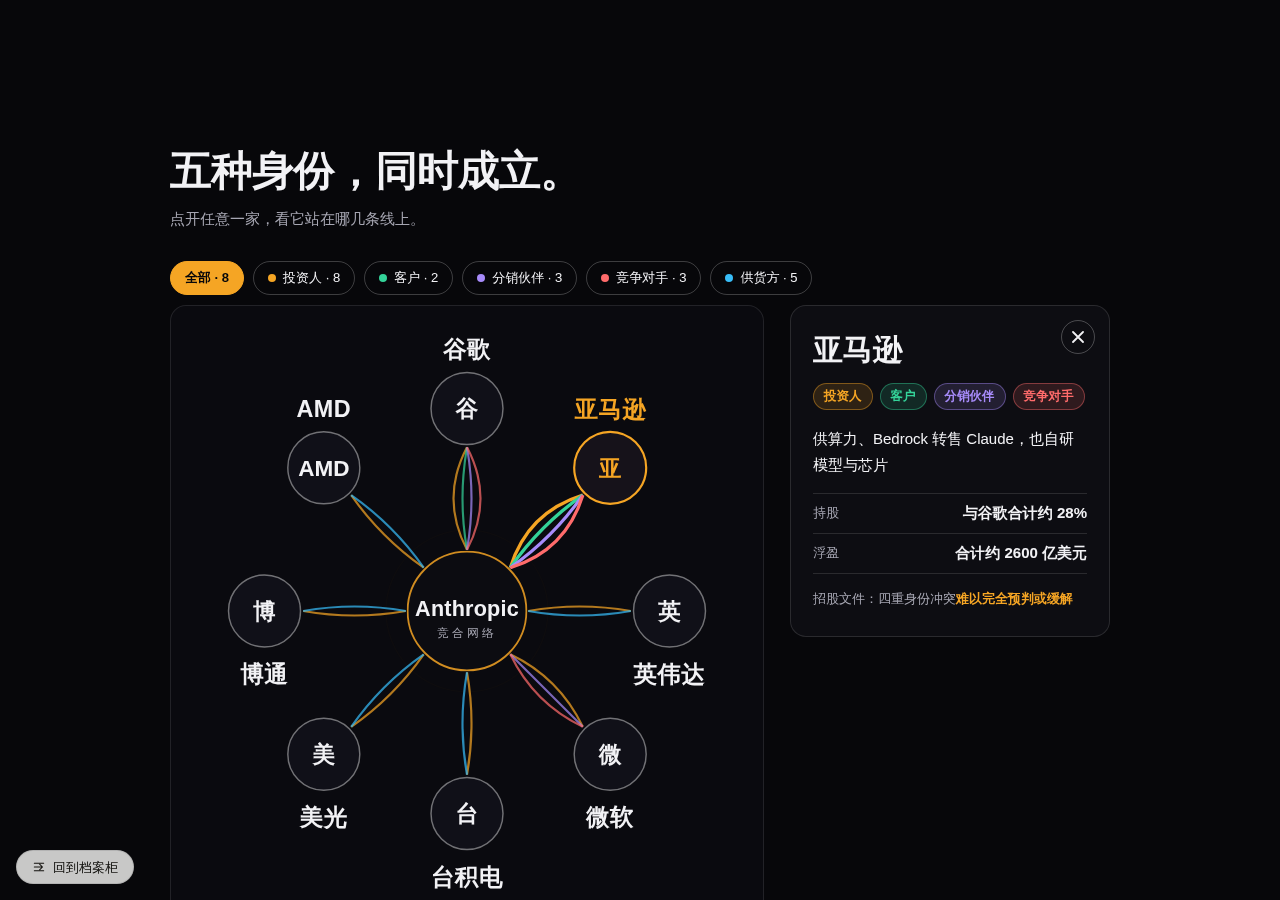 五种身份，同时成立。
点开任意一家，看它站在哪几条线上。
全部 · 8
投资人 · 8
客户 · 2
分销伙伴 · 3
竞争对手 · 3
供货方 · 5
谷歌
谷
AMD
AMD
亚马逊
亚
博
博通
Anthropic
竞合网络
英
英伟达
美
美光
台
台积电
微
微软
亚马逊
投资人
客户
分销伙伴
竞争对手
供算力、Bedrock 转售 Claude，也自研
模型与芯片
持股 与谷歌合计约 28%
浮盈 合计约 2600 亿美元
招股文件：四重身份冲突难以完全预判或缓解
回到档案柜